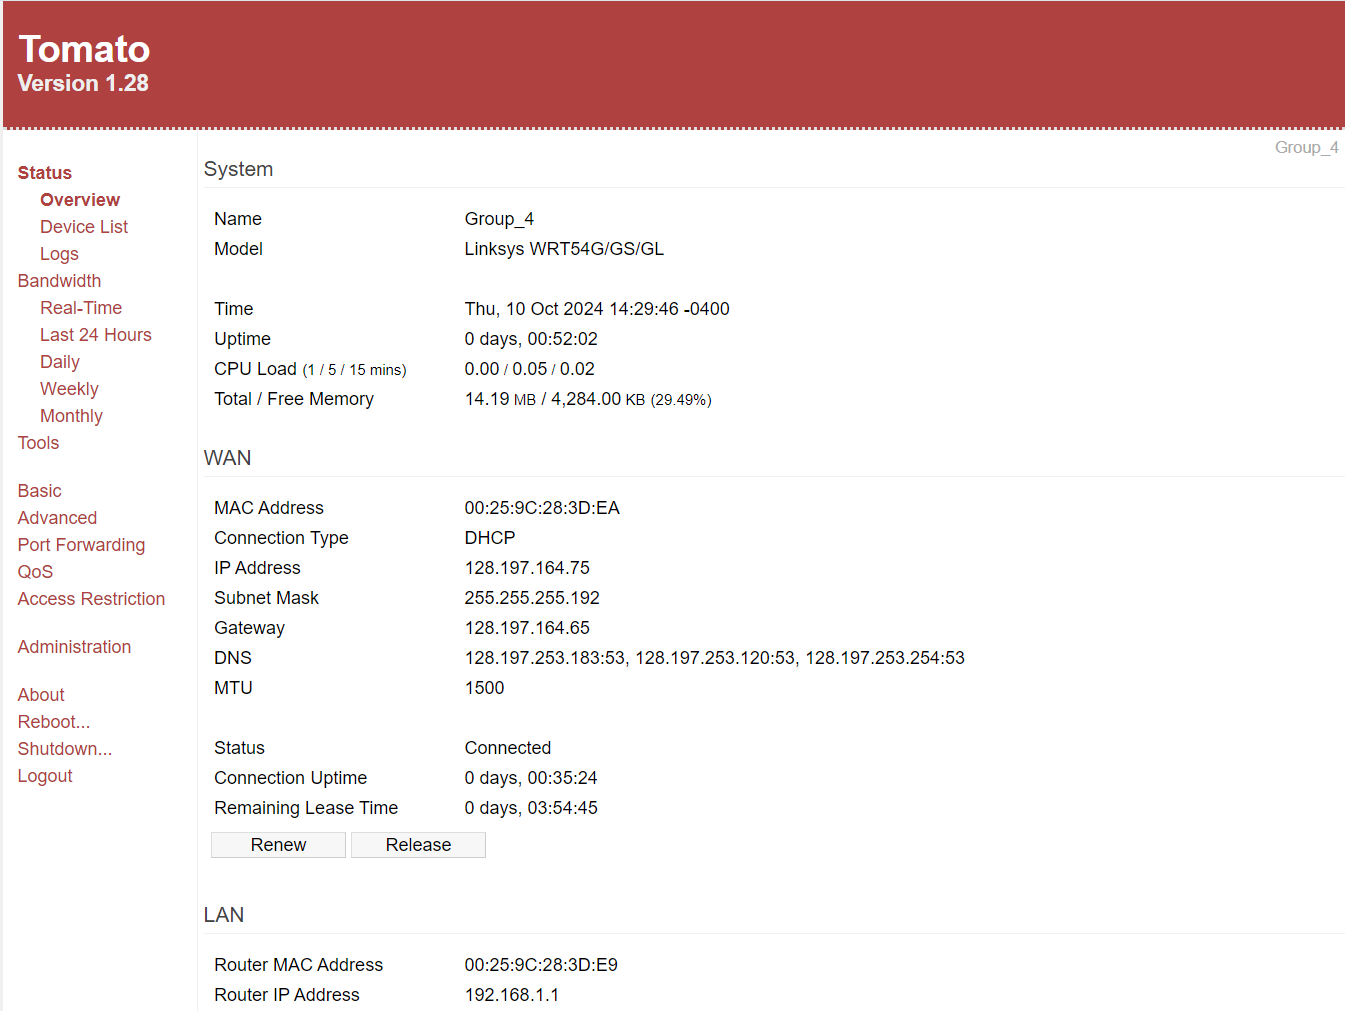 Tomato
Version 1.28
Group_4
Status
Overview
Device List
Logs
Bandwidth
Real-Time
Last 24 Hours
Daily
Weekly
Monthly
Tools
Basic
Advanced
Port Forwarding
QoS
Access Restriction
Administration
About
Reboot...
Shutdown...
Logout
System
Name Group_4
Model Linksys WRT54G/GS/GL
Time Thu, 10 Oct 2024 14:29:46 -0400
Uptime 0 days, 00:52:02
CPU Load (1 / 5 / 15 mins) 0.00 / 0.05 / 0.02
Total / Free Memory 14.19 MB / 4,284.00 KB (29.49%)
WAN
MAC Address 00:25:9C:28:3D:EA
Connection Type DHCP
IP Address 128.197.164.75
Subnet Mask 255.255.255.192
Gateway 128.197.164.65
DNS 128.197.253.183:53, 128.197.253.120:53, 128.197.253.254:53
MTU 1500
Status Connected
Connection Uptime 0 days, 00:35:24
Remaining Lease Time 0 days, 03:54:45
Renew Release
LAN
Router MAC Address 00:25:9C:28:3D:E9
Router IP Address 192.168.1.1